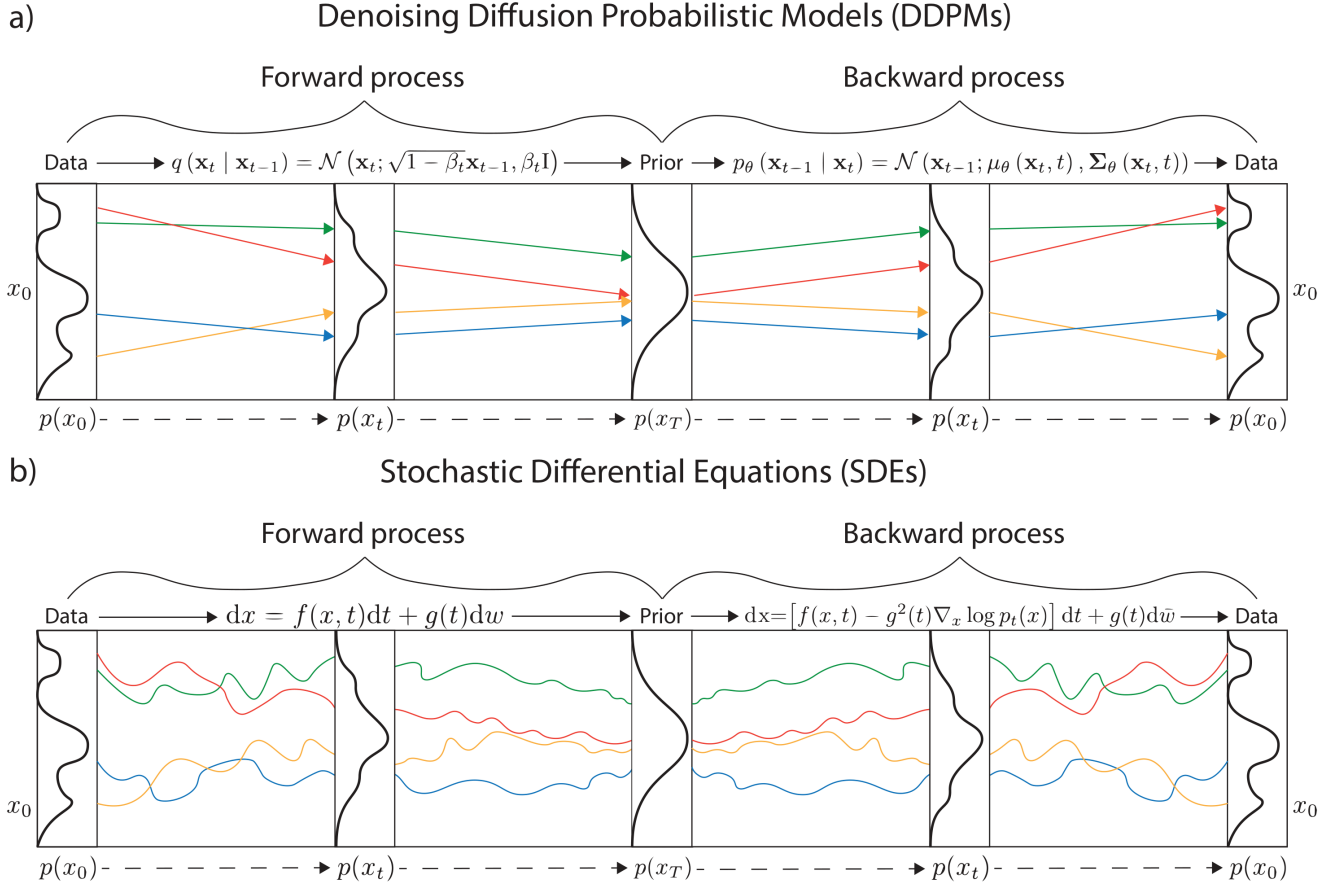 a)
Denoising Diffusion Probabilistic Models (DDPMs)
Forward process
Backward process
Data
q (x_t | x_{t−1}) = 𝒩 (x_t; √(1 − β_t) x_{t−1}, β_t I)
Prior
p_θ (x_{t−1} | x_t) = 𝒩 (x_{t−1}; μ_θ (x_t, t) , Σ_θ (x_t, t))
Data
x_0
x_0
p(x_0)
p(x_t)
p(x_T)
p(x_t)
p(x_0)
b)
Stochastic Differential Equations (SDEs)
Forward process
Backward process
Data
dx = f(x, t)dt + g(t)dw
Prior
dx=[f(x, t) − g²(t)∇_x log p_t(x)] dt + g(t)dw̄
Data
x_0
x_0
p(x_0)
p(x_t)
p(x_T)
p(x_t)
p(x_0)